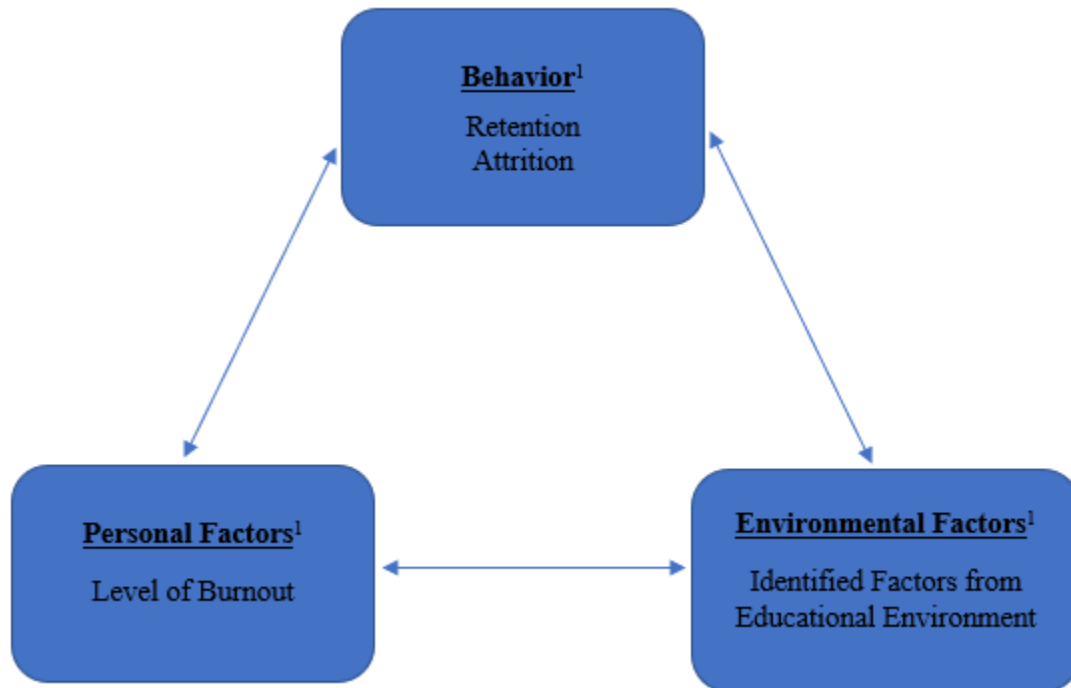 Behavior¹
Retention
Attrition
Personal Factors¹
Level of Burnout
Environmental Factors¹
Identified Factors from
Educational Environment